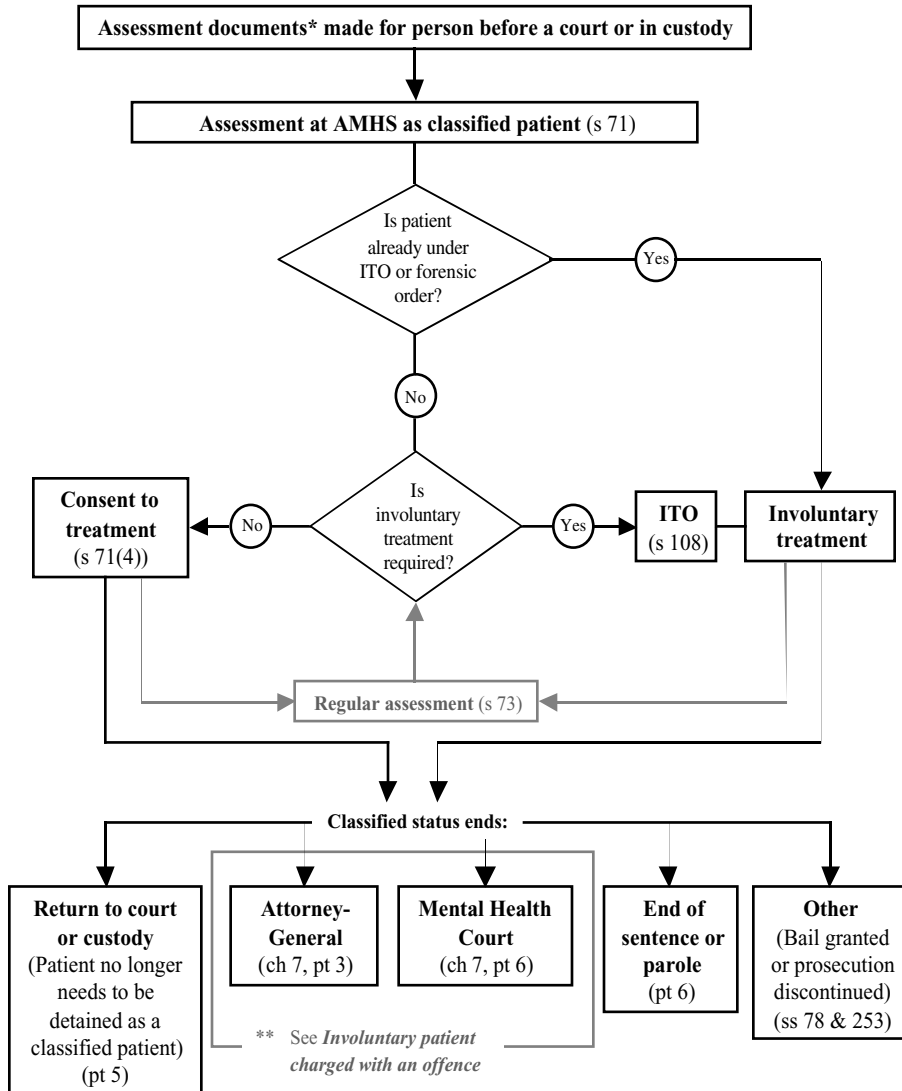 Assessment documents* made for person before a court or in custody
Assessment at AMHS as classified patient (s 71)
Is patient
already under
ITO or forensic
order?
Yes
No
Consent to
treatment
(s 71(4))
No
Is
involuntary
treatment
required?
Yes
ITO
(s 108)
Involuntary
treatment
Regular assessment (s 73)
Classified status ends:
Return to court
or custody
(Patient no longer
needs to be
detained as a
classified patient)
(pt 5)
Attorney-
General
(ch 7, pt 3)
Mental Health
Court
(ch 7, pt 6)
End of
sentence or
parole
(pt 6)
Other
(Bail granted
or prosecution
discontinued)
(ss 78 & 253)
** See Involuntary patient
charged with an offence